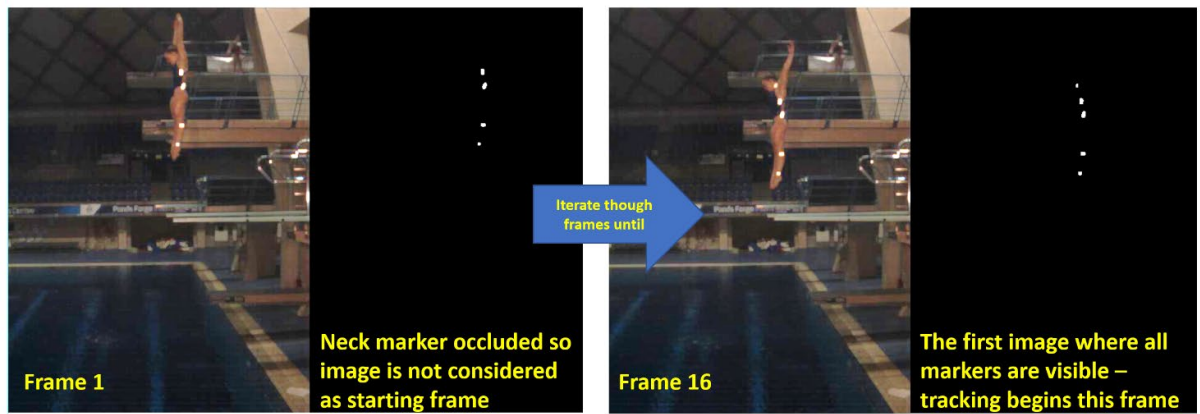 Frame 1
Neck marker occluded so
image is not considered
as starting frame
Iterate though
frames until
Frame 16
The first image where all
markers are visible –
tracking begins this frame